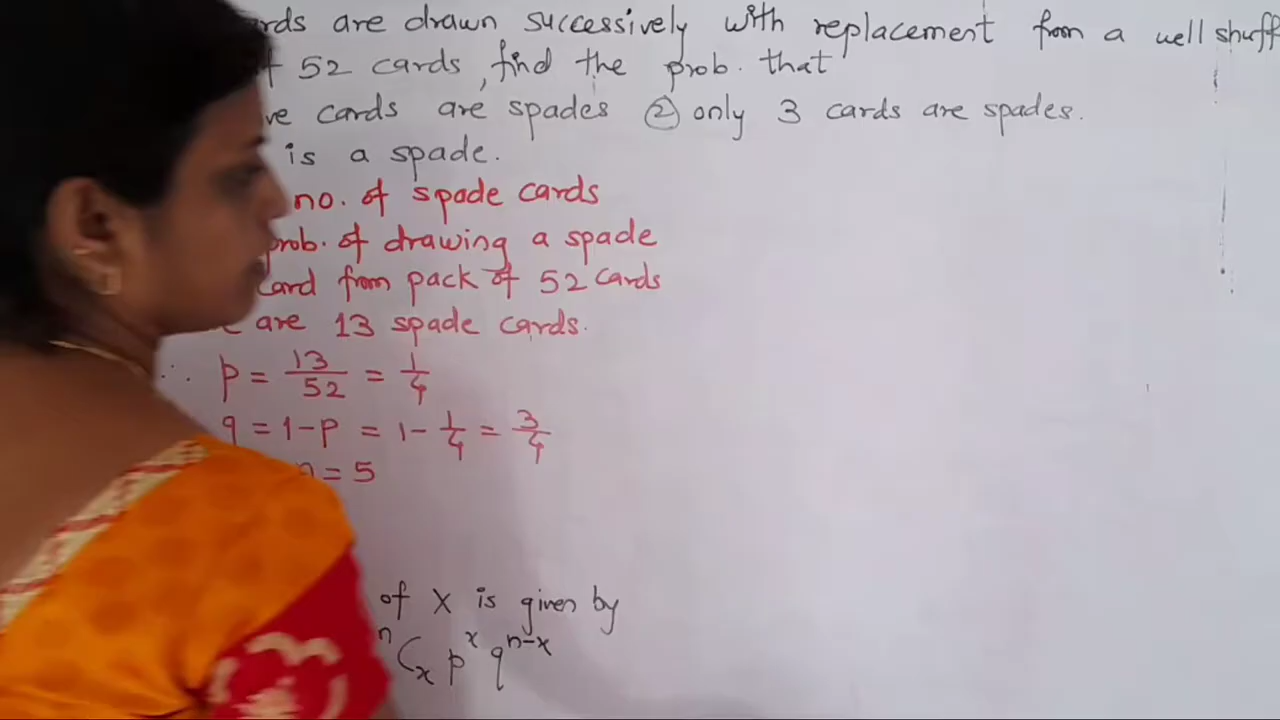 cards are drawn successively with replacement from a well shuff
52 cards, find the prob. that
cards are spades ② only 3 cards are spades.
is a spade.
no. of spade cards
prob. of drawing a spade
card from pack of 52 cards
are 13 spade cards.
∴ p = 13/52 = 1/4
q = 1-p = 1 - 1/4 = 3/4
n = 5
of X is given by
ⁿCₓ pˣ qⁿ⁻ˣ